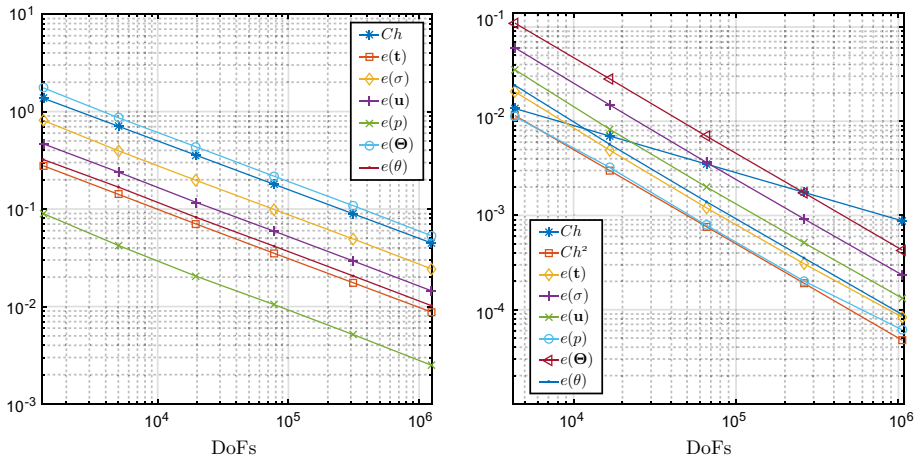 10^1
10^0
10^-1
10^-2
10^-3
10^4
10^5
10^6
DoFs
Ch
e(t)
e(σ)
e(u)
e(p)
e(Θ)
e(θ)
10^-1
10^-2
10^-3
10^-4
10^4
10^5
10^6
DoFs
Ch
Ch²
e(t)
e(σ)
e(u)
e(p)
e(Θ)
e(θ)